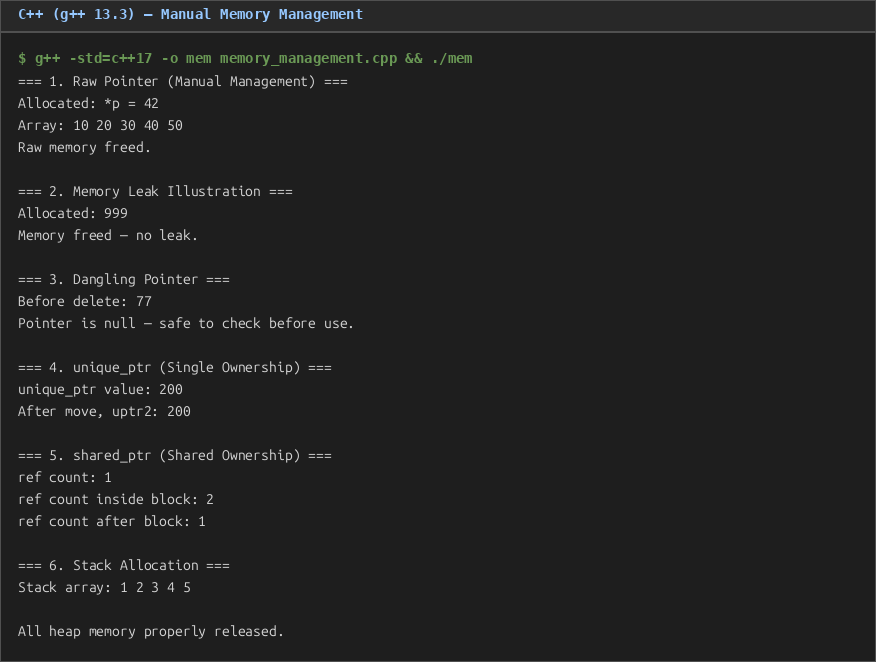 C++ (g++ 13.3) — Manual Memory Management
$ g++ -std=c++17 -o mem memory_management.cpp && ./mem
=== 1. Raw Pointer (Manual Management) ===
Allocated: *p = 42
Array: 10 20 30 40 50
Raw memory freed.
=== 2. Memory Leak Illustration ===
Allocated: 999
Memory freed — no leak.
=== 3. Dangling Pointer ===
Before delete: 77
Pointer is null — safe to check before use.
=== 4. unique_ptr (Single Ownership) ===
unique_ptr value: 200
After move, uptr2: 200
=== 5. shared_ptr (Shared Ownership) ===
ref count: 1
ref count inside block: 2
ref count after block: 1
=== 6. Stack Allocation ===
Stack array: 1 2 3 4 5
All heap memory properly released.